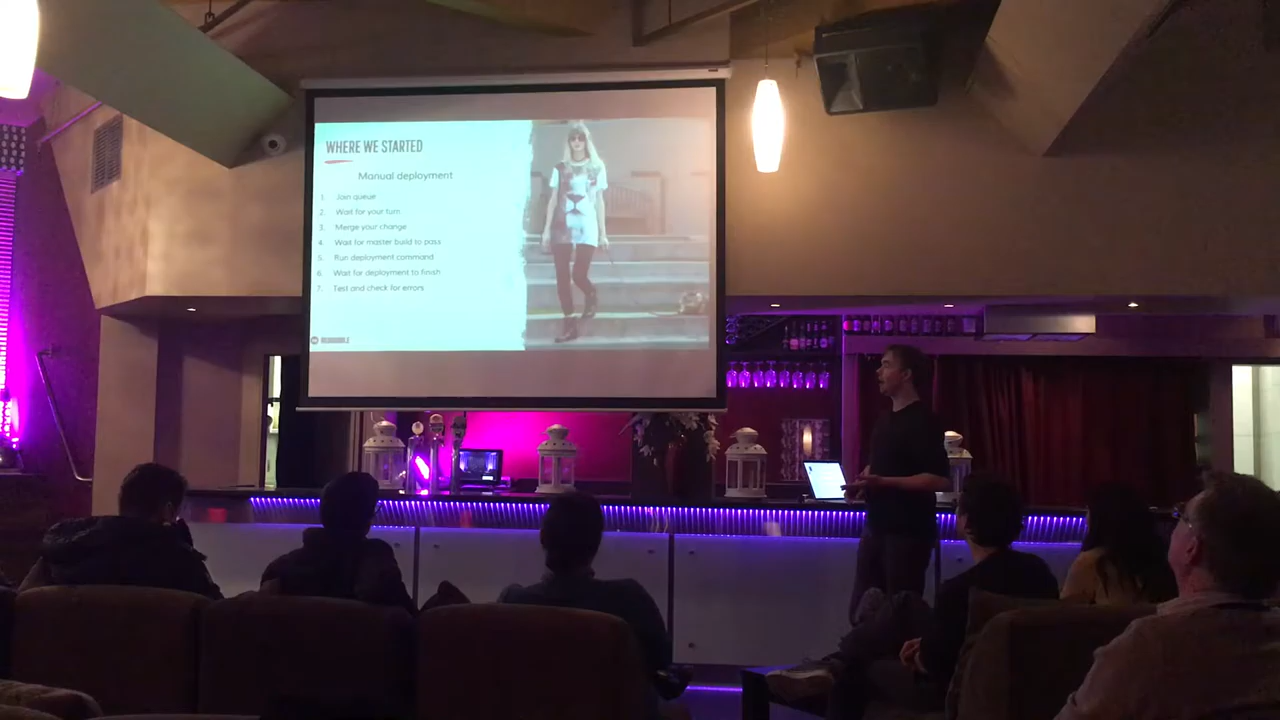 WHERE WE STARTED
Manual deployment
1. Join queue
2. Wait for your turn
3. Merge your change
4. Wait for master build to pass
5. Run deployment command
6. Wait for deployment to finish
7. Test and check for errors
REDBUBBLE